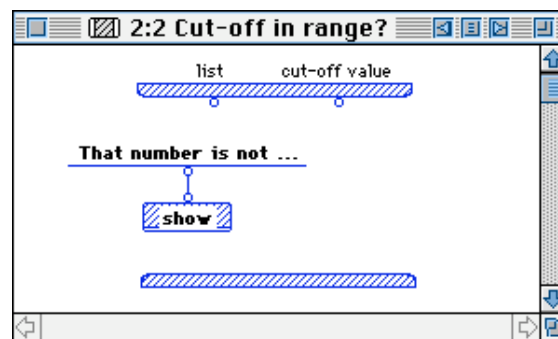 2:2 Cut-off in range?
list cut-off value
That number is not ...
show